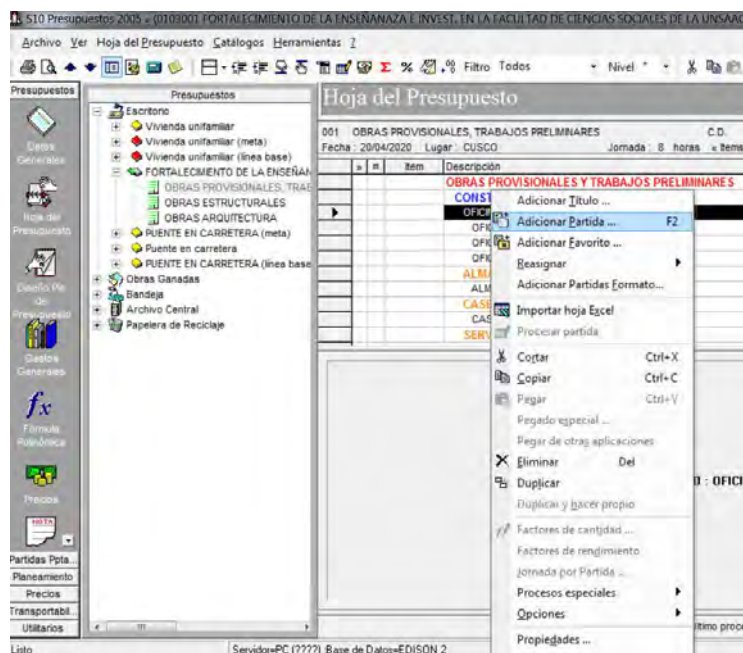 S10 Presupuestos 2005 - (0103001 FORTALECIMIENTO DE LA ENSEÑANAZA E INVEST. EN LA FACULTAD DE CIENCIAS SOCIALES DE LA UNSAAC
Archivo Ver Hoja del Presupuesto Catálogos Herramientas ?
Filtro Todos Nivel *
Presupuestos
Datos Generales
Hoja del Presupuesto
Diseño Pie de Presupuesto
Gastos Generales
Fórmula Polinómica
Precios
NOTA
Partidas Ppta...
Planeamiento
Precios
Transportabil...
Utilitarios
Presupuestos
Escritorio
Vivienda unifamiliar
Vivienda unifamiliar (meta)
Vivienda unifamiliar (línea base)
FORTALECIMIENTO DE LA ENSEÑAN
OBRAS PROVISIONALES, TRAE
OBRAS ESTRUCTURALES
OBRAS ARQUITECTURA
PUENTE EN CARRETERA (meta)
Puente en carretera
PUENTE EN CARRETERA (línea base
Obras Ganadas
Bandeja
Archivo Central
Papelera de Reciclaje
Hoja del Presupuesto
001 OBRAS PROVISIONALES, TRABAJOS PRELIMINARES C.D.
Fecha : 20/04/2020 Lugar : CUSCO Jornada : 8 horas « Items
» n Item Descripción
OBRAS PROVISIONALES Y TRABAJOS PRELIMINARES
CONST
OFICI
OFI
OFI
OFI
ALMA
ALM
CASE
CAS
SERV
Adicionar Título ...
Adicionar Partida ... F2
Adicionar Favorito ...
Reasignar
Adicionar Partidas Formato...
Importar hoja Excel
Procesar partida
Cortar Ctrl+X
Copiar Ctrl+C
Pegar Ctrl+V
Pegado especial ...
Pegar de otras aplicaciones
Eliminar Del
Duplicar
Duplicar y hacer propio
Factores de cantidad ...
Factores de rendimiento
Jornada por Partida ...
Procesos especiales
Opciones
Propiedades ...
O : OFICI
ltimo proce
Listo Servidor=PC (????) Base de Datos=EDISON 2